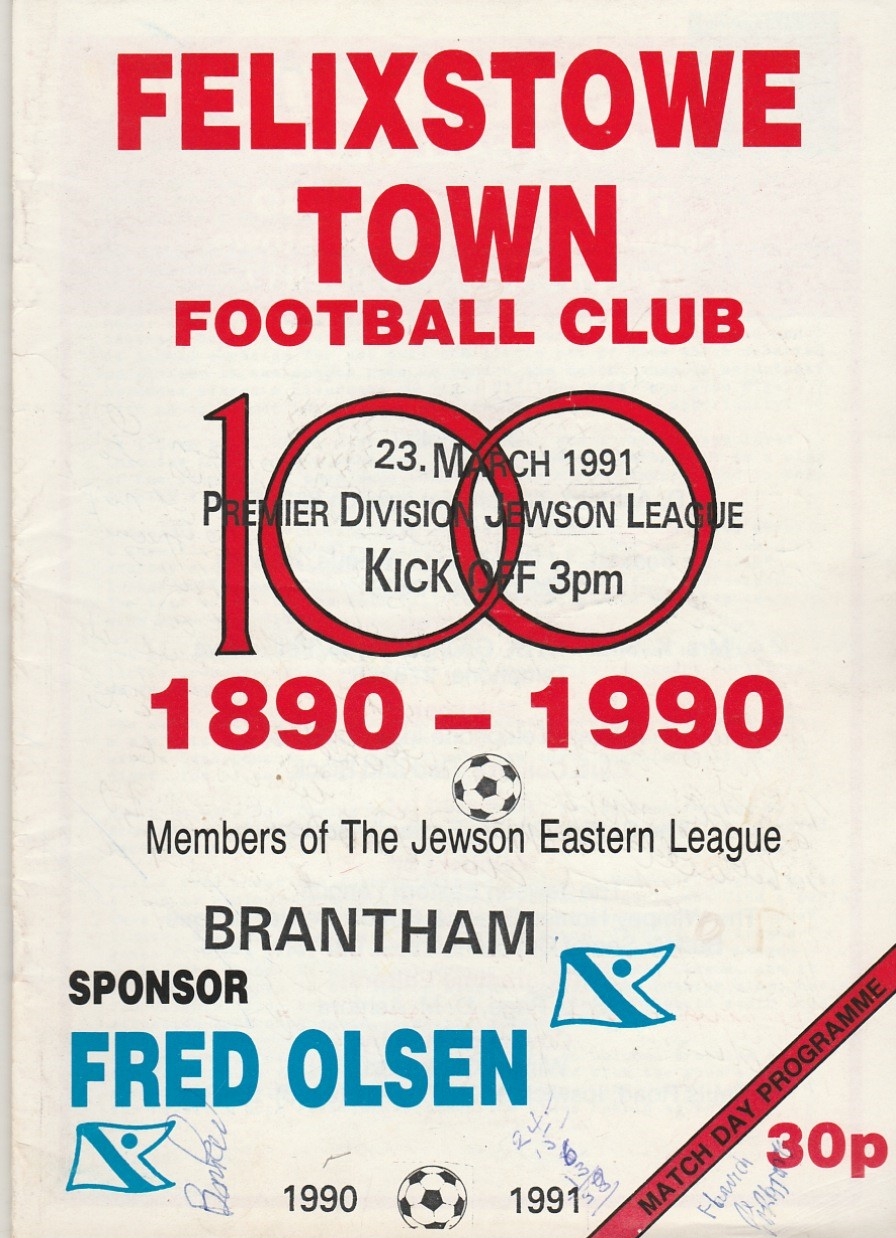 FELIXSTOWE
TOWN
FOOTBALL CLUB
100
23. MARCH 1991
PREMIER DIVISION JEWSON LEAGUE
KICK OFF 3pm
1890 – 1990
Members of The Jewson Eastern League
BRANTHAM
SPONSOR
FRED OLSEN
MATCH DAY PROGRAMME
30p
1990 1991